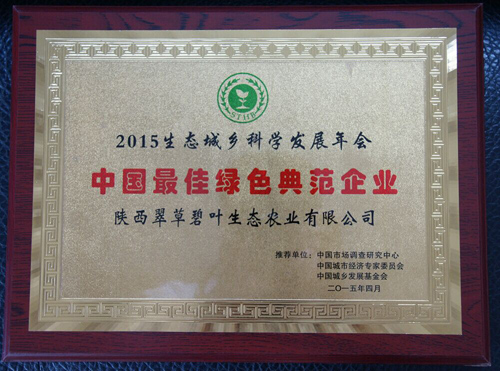 STUB
2015生态城乡科学发展年会
中国最佳绿色典范企业
陕西翠草碧叶生态农业有限公司
推荐单位：中国市场调查研究中心
中国城市经济专家委员会
中国城乡发展基金会
二〇一五年四月